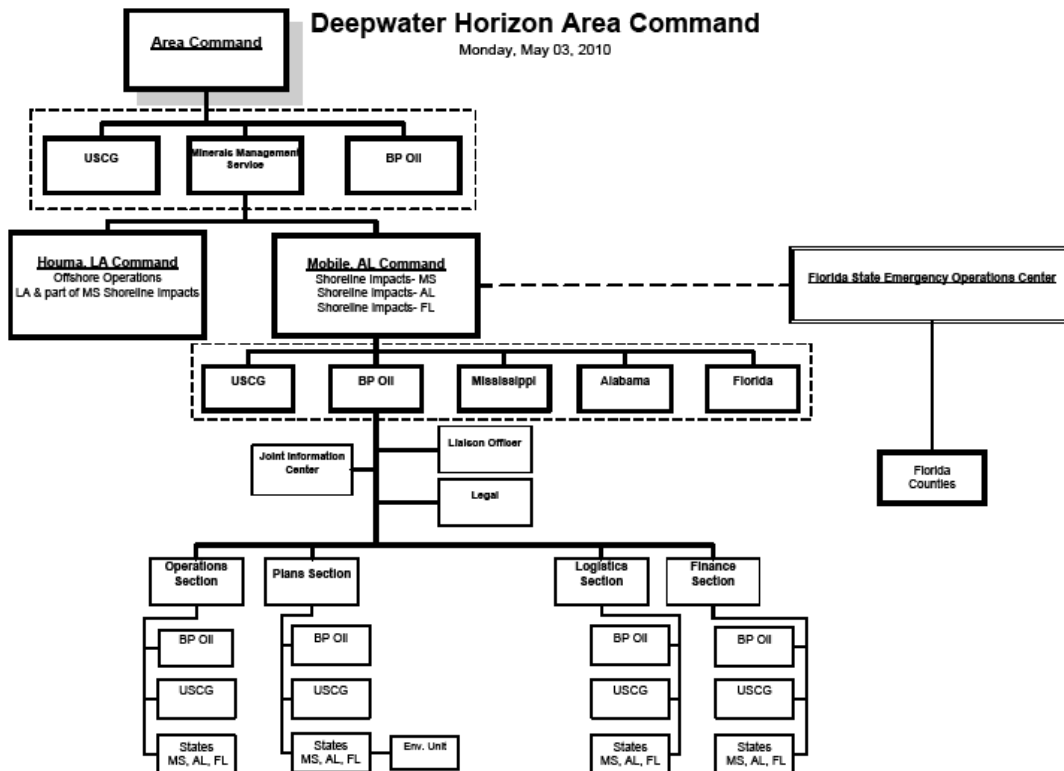 Deepwater Horizon Area Command
Monday, May 03, 2010
Area Command
USCG
Minerals Management
Service
BP Oil
Houma, LA Command
Offshore Operations
LA & part of MS Shoreline Impacts
Mobile, AL Command
Shoreline Impacts- MS
Shoreline Impacts- AL
Shoreline Impacts- FL
Florida State Emergency Operations Center
USCG
BP Oil
Mississippi
Alabama
Florida
Joint Information
Center
Liaison Officer
Legal
Florida
Counties
Operations
Section
Plans Section
Logistics
Section
Finance
Section
BP Oil
BP Oil
BP Oil
BP Oil
USCG
USCG
USCG
USCG
States
MS, AL, FL
States
MS, AL, FL
Env. Unit
States
MS, AL, FL
States
MS, AL, FL